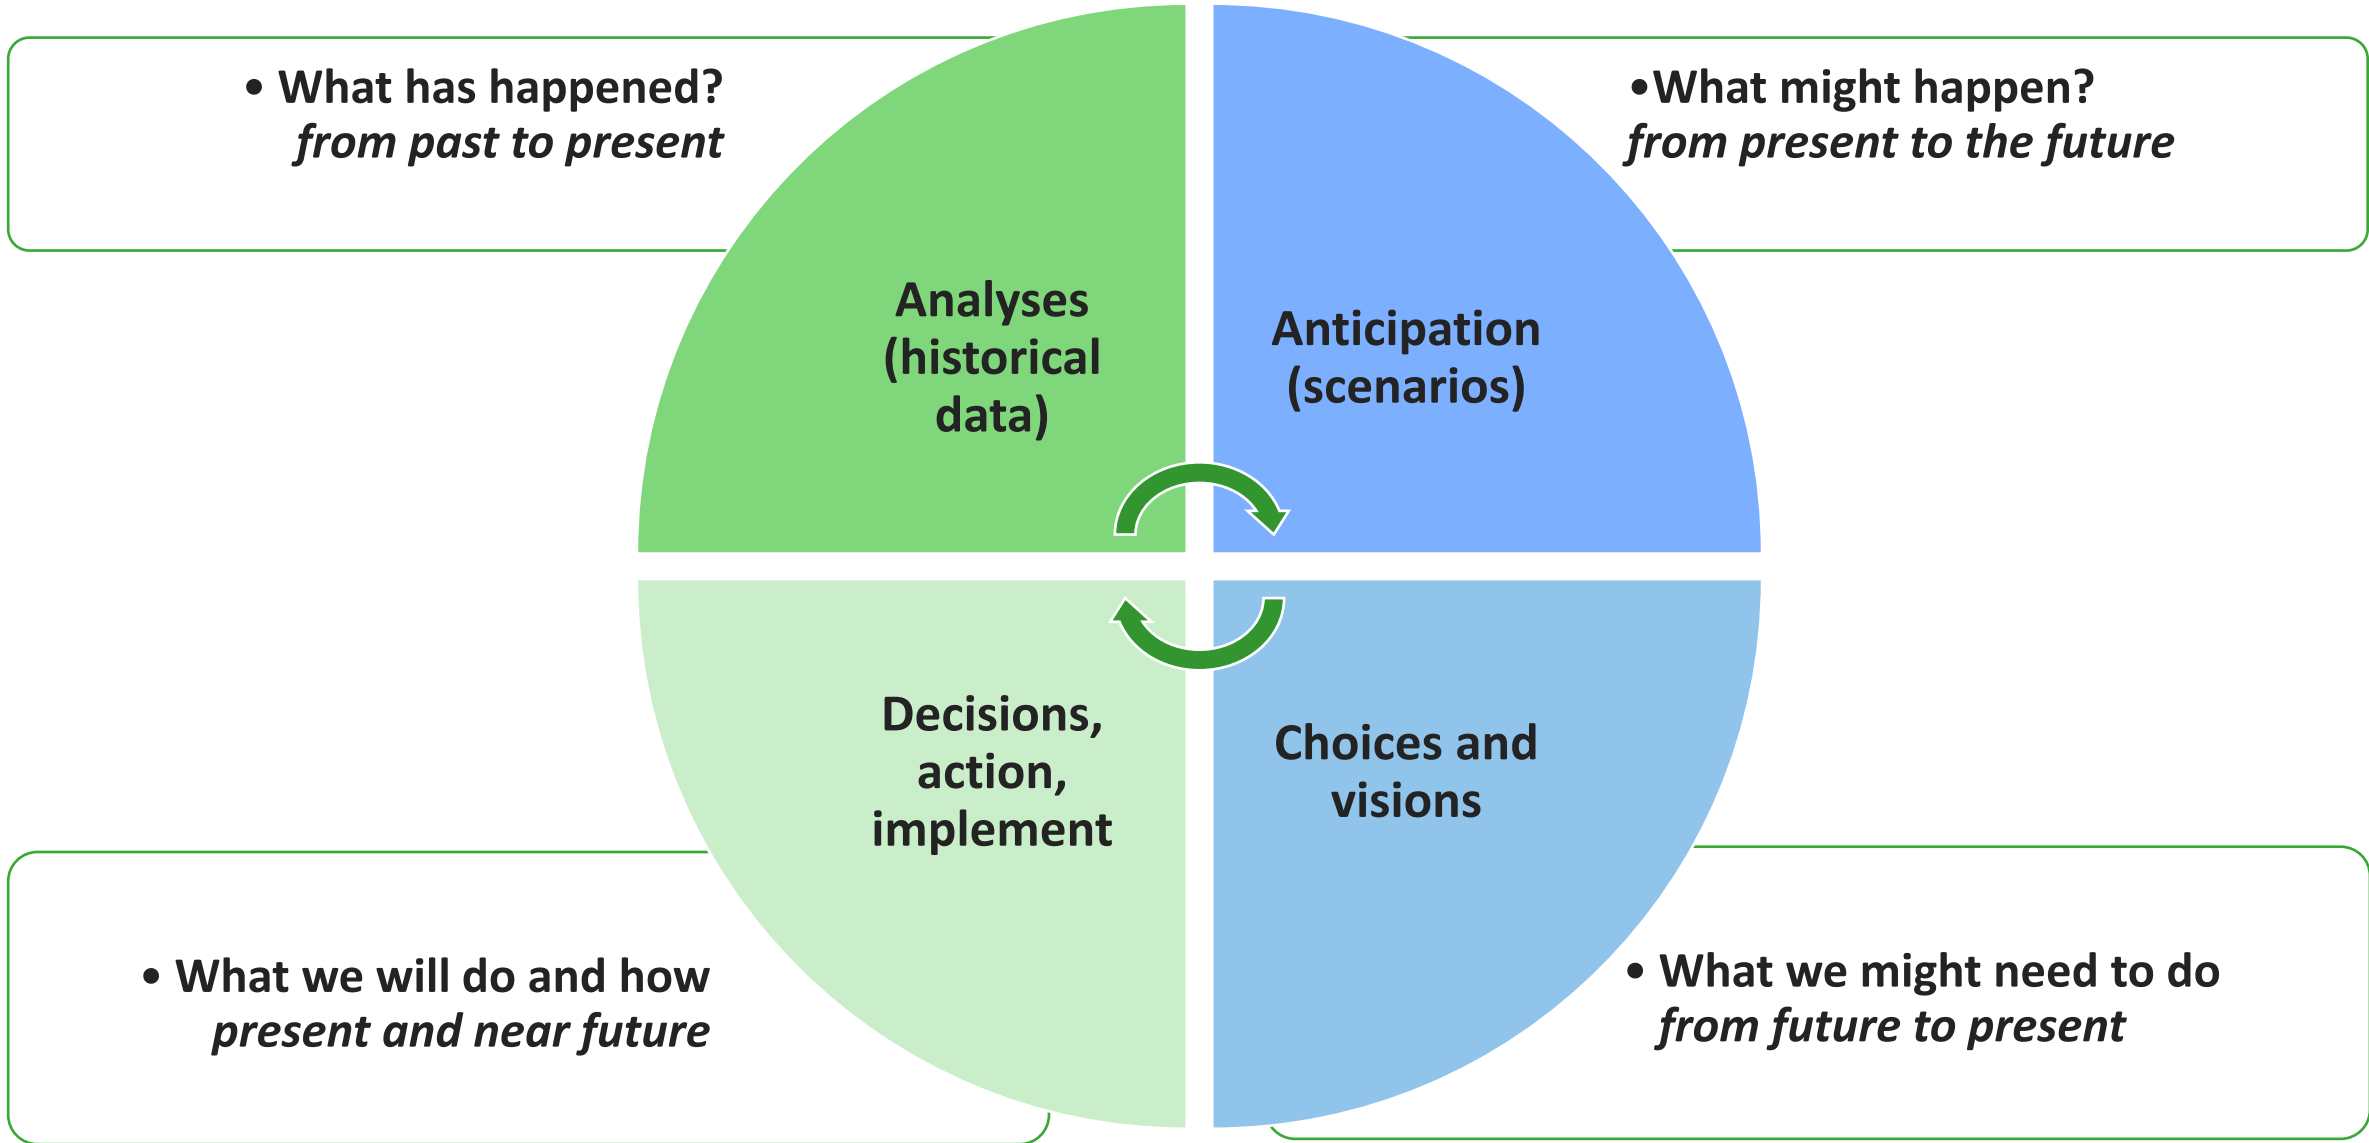 • What has happened?
from past to present
•What might happen?
from present to the future
Analyses
(historical
data)
Anticipation
(scenarios)
Decisions,
action,
implement
Choices and
visions
• What we will do and how
present and near future
• What we might need to do
from future to present